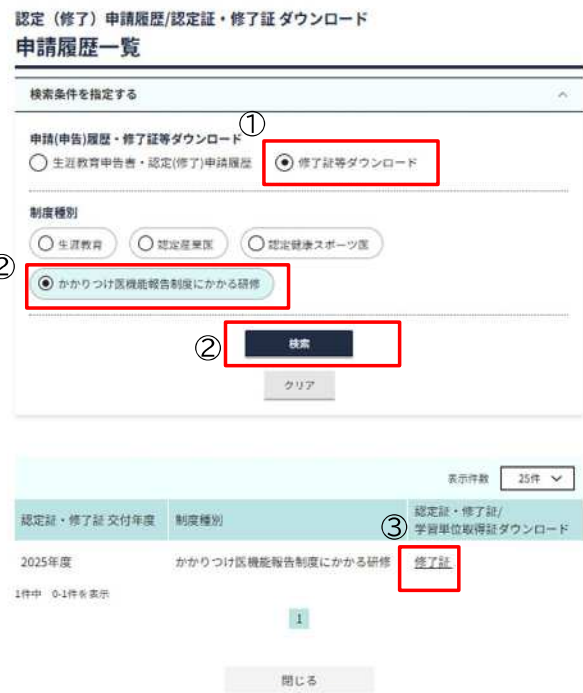 認定（修了）申請履歴/認定証・修了証 ダウンロード
申請履歴一覧
検索条件を指定する
①
申請(申告)履歴・修了証等ダウンロード
生涯教育申告書・認定(修了)申請履歴 修了証等ダウンロード
制度種別
生涯教育 認定産業医 認定健康スポーツ医
②
かかりつけ医機能報告制度にかかる研修
② 検索
クリア
表示件数 25件
認定証・修了証 交付年度 制度種別 ③ 認定証・修了証/
学習単位取得証ダウンロード
2025年度 かかりつけ医機能報告制度にかかる研修 修了証
1件中 0-1件を表示
1
閉じる